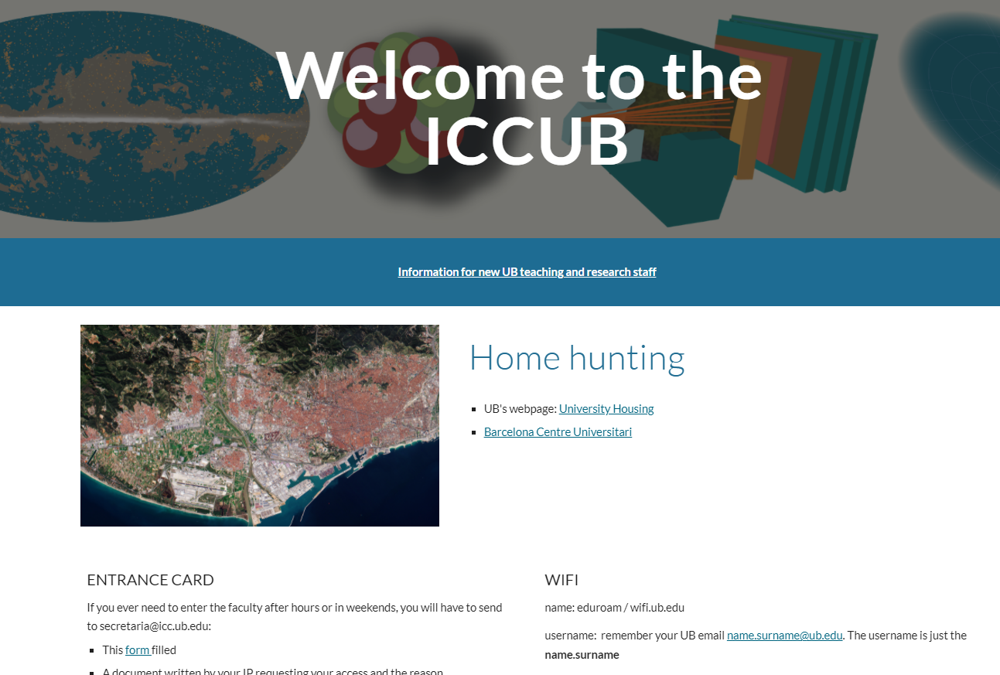 Welcome to the
ICCUB
Information for new UB teaching and research staff
Home hunting
UB's webpage: University Housing
Barcelona Centre Universitari
ENTRANCE CARD
If you ever need to enter the faculty after hours or in weekends, you will have to send
to secretaria@icc.ub.edu:
This form filled
A document written by your IP requesting your access and the reason
WIFI
name: eduroam / wifi.ub.edu
username: remember your UB email name.surname@ub.edu. The username is just the
name.surname